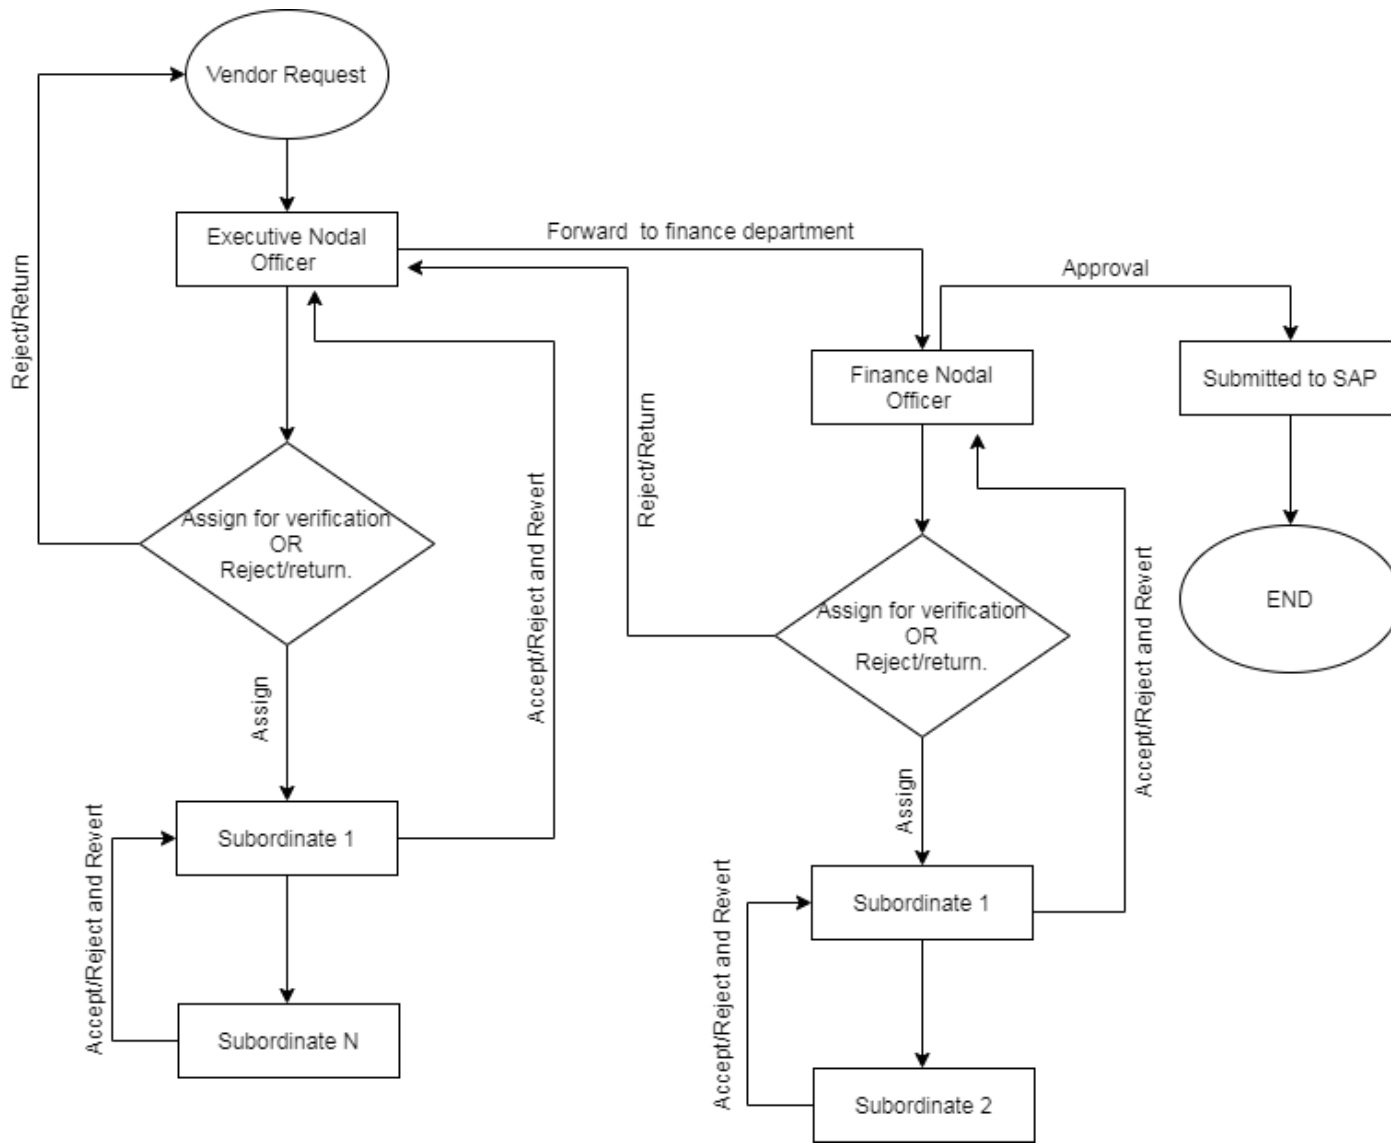 Vendor Request
Executive Nodal
Officer
Forward  to finance department
Approval
Reject/Return
Finance Nodal
Officer
Submitted to SAP
Reject/Return
Assign for verification
OR
Reject/return.
Accept/Reject and Revert
Assign for verification
OR
Reject/return.
Accept/Reject and Revert
END
Assign
Assign
Subordinate 1
Accept/Reject and Revert
Subordinate 1
Accept/Reject and Revert
Subordinate N
Subordinate 2